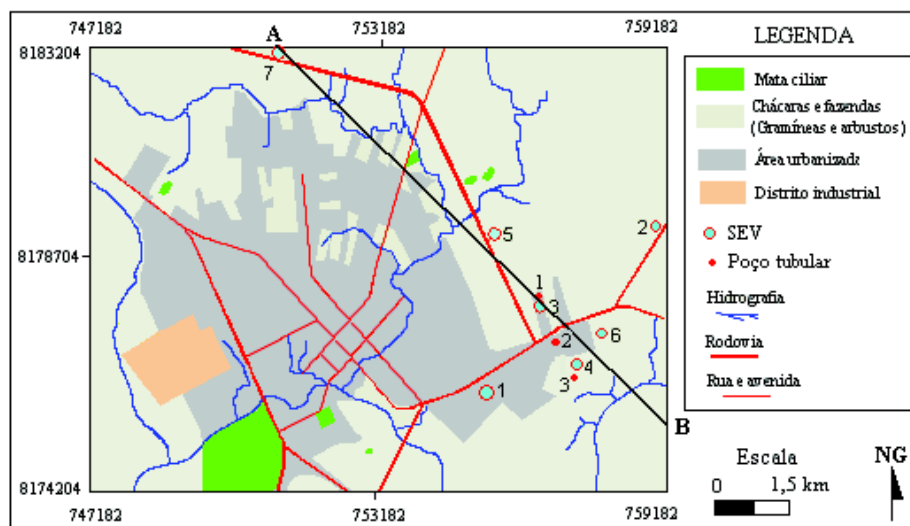 747182 753182 759182
A
8183204
7
8178704
5
2
1
3
2
6
4
3
1
B
8174204
747182 753182 759182
LEGENDA
Mata ciliar
Chácaras e fazendas
(Gramíneas e arbustos)
Área urbanizada
Distrito industrial
SEV
Poço tubular
Hidrografia
Rodovia
Rua e avenida
Escala
0 1,5 km
NG